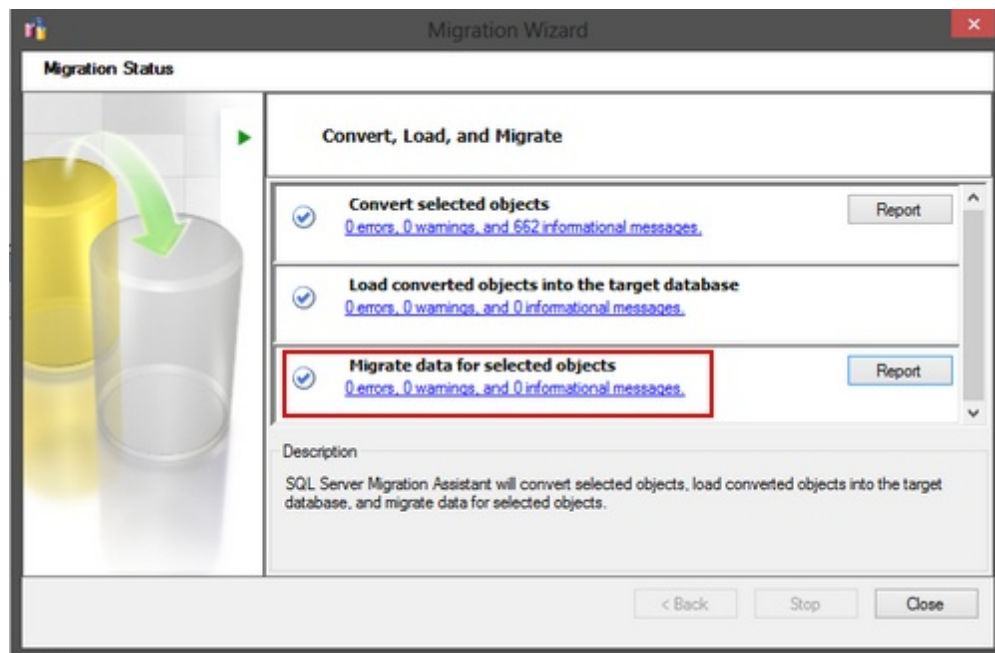 Migration Wizard
Migration Status
Convert, Load, and Migrate
Convert selected objects
0 errors, 0 warnings, and 662 informational messages.
Report
Load converted objects into the target database
0 errors, 0 warnings, and 0 informational messages.
Migrate data for selected objects
0 errors, 0 warnings, and 0 informational messages.
Report
Description
SQL Server Migration Assistant will convert selected objects, load converted objects into the target
database, and migrate data for selected objects.
< Back
Stop
Close